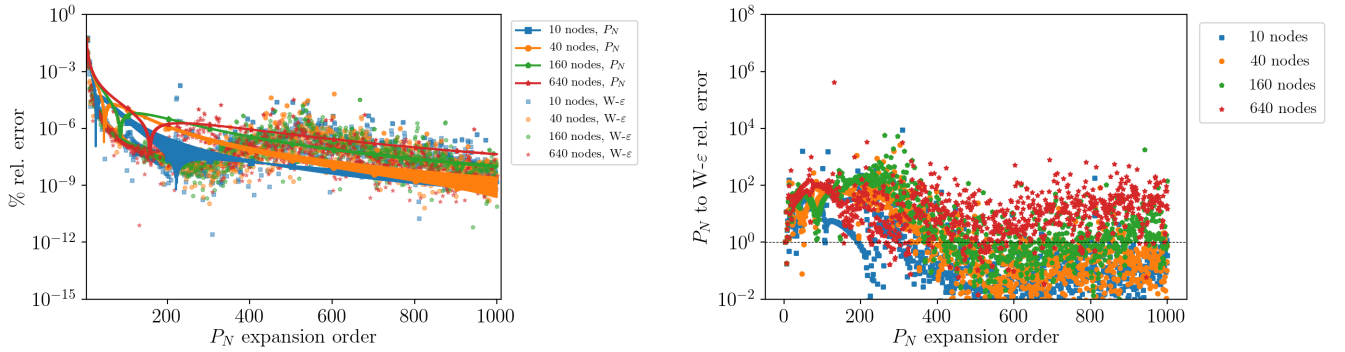 10^0
10^-3
10^-6
10^-9
10^-12
10^-15
% rel. error
200
400
600
800
1000
P_N expansion order
10 nodes, P_N
40 nodes, P_N
160 nodes, P_N
640 nodes, P_N
10 nodes, W-ε
40 nodes, W-ε
160 nodes, W-ε
640 nodes, W-ε
10^8
10^6
10^4
10^2
10^0
10^-2
P_N to W-ε rel. error
0
200
400
600
800
1000
P_N expansion order
10 nodes
40 nodes
160 nodes
640 nodes